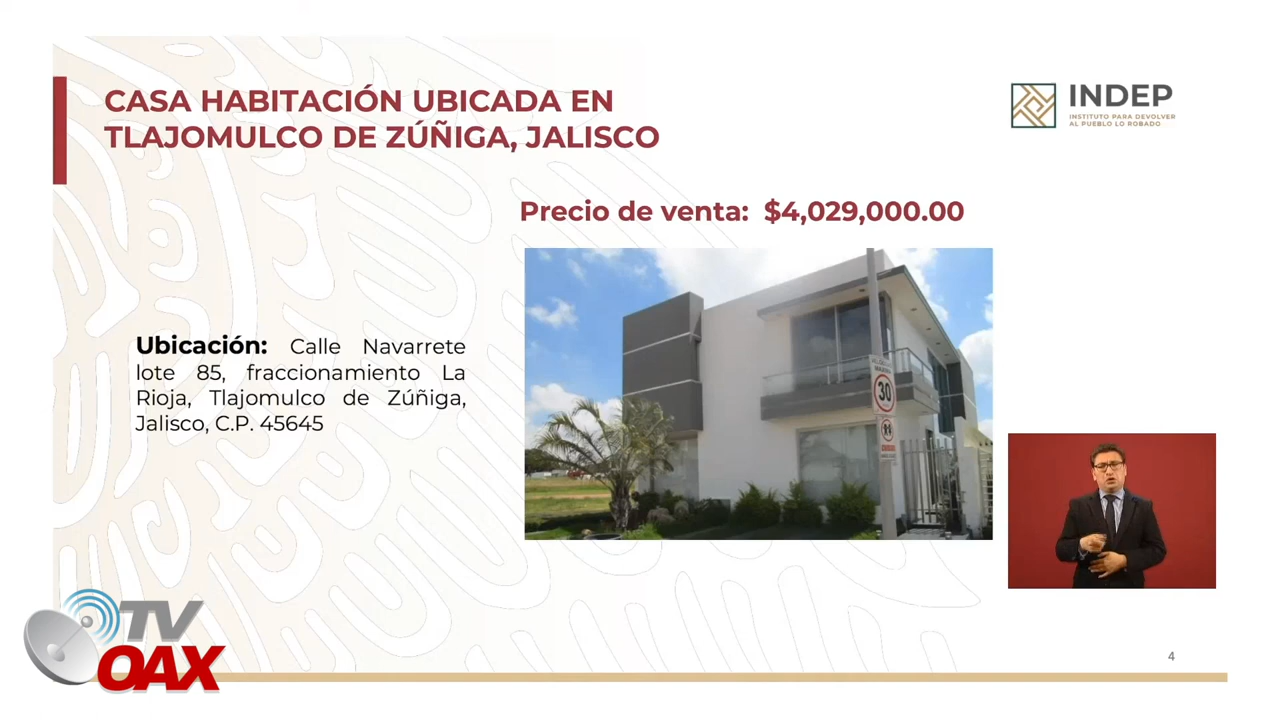 CASA HABITACIÓN UBICADA EN
TLAJOMULCO DE ZÚÑIGA, JALISCO
INDEP
INSTITUTO PARA DEVOLVER
AL PUEBLO LO ROBADO
Precio de venta: $4,029,000.00
Ubicación: Calle Navarrete
lote 85, fraccionamiento La
Rioja, Tlajomulco de Zúñiga,
Jalisco, C.P. 45645
30
TV
OAX
4